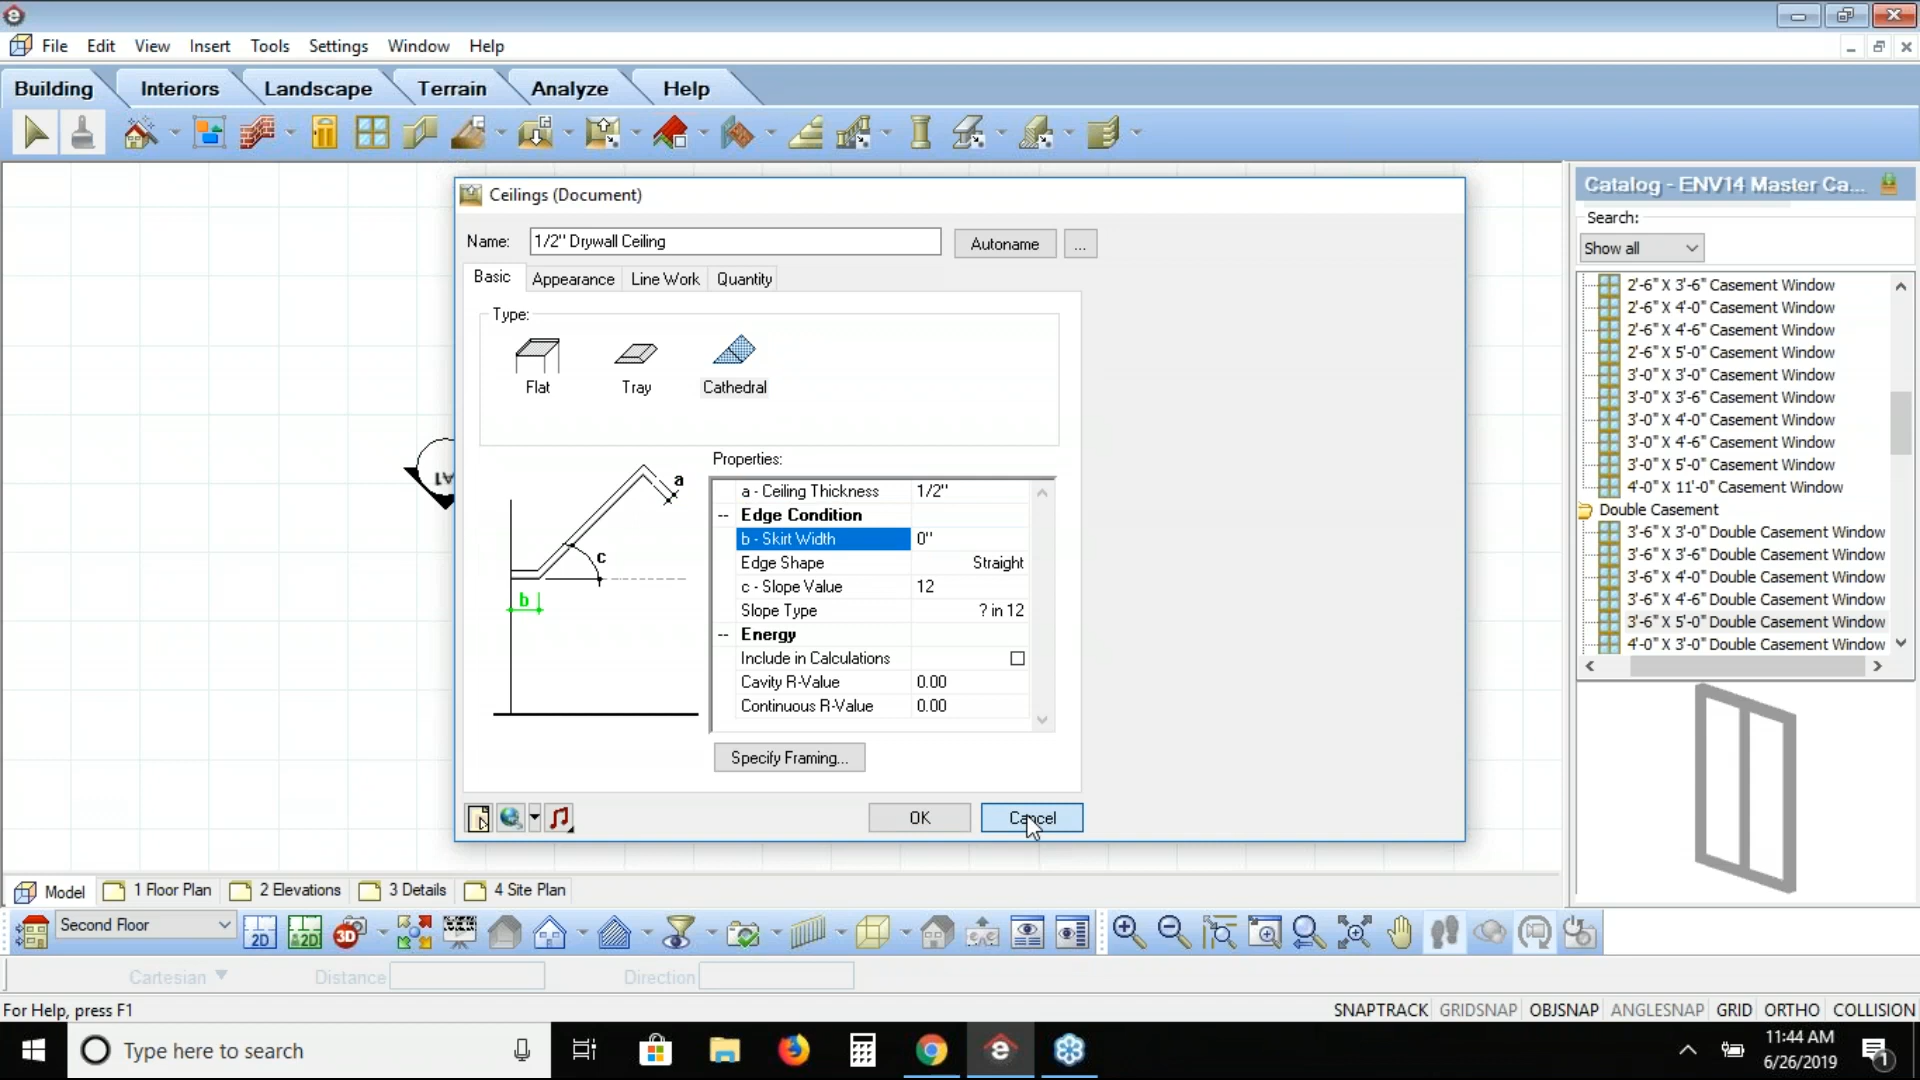 File Edit View Insert Tools Settings Window Help
Building Interiors Landscape Terrain Analyze Help
Ceilings (Document)
Name: 1/2" Drywall Ceiling Autoname ...
Basic Appearance Line Work Quantity
Type:
Flat Tray Cathedral
Properties:
a - Ceiling Thickness 1/2"
-- Edge Condition
b - Skirt Width 0"
Edge Shape Straight
c - Slope Value 12
Slope Type ? in 12
-- Energy
Include in Calculations
Cavity R-Value 0.00
Continuous R-Value 0.00
a
c
b
Specify Framing...
OK Cancel
A1
Catalog - ENV14 Master Ca...
Search:
Show all
2'-6" X 3'-6" Casement Window
2'-6" X 4'-0" Casement Window
2'-6" X 4'-6" Casement Window
2'-6" X 5'-0" Casement Window
3'-0" X 3'-0" Casement Window
3'-0" X 3'-6" Casement Window
3'-0" X 4'-0" Casement Window
3'-0" X 4'-6" Casement Window
3'-0" X 5'-0" Casement Window
4'-0" X 11'-0" Casement Window
Double Casement
3'-6" X 3'-0" Double Casement Window
3'-6" X 3'-6" Double Casement Window
3'-6" X 4'-0" Double Casement Window
3'-6" X 4'-6" Double Casement Window
3'-6" X 5'-0" Double Casement Window
4'-0" X 3'-0" Double Casement Window
Model 1 Floor Plan 2 Elevations 3 Details 4 Site Plan
Second Floor 2D 2D 3D
Cartesian Distance Direction
For Help, press F1 SNAPTRACK GRIDSNAP OBJSNAP ANGLESNAP GRID ORTHO COLLISION
Type here to search
11:44 AM
6/26/2019
1